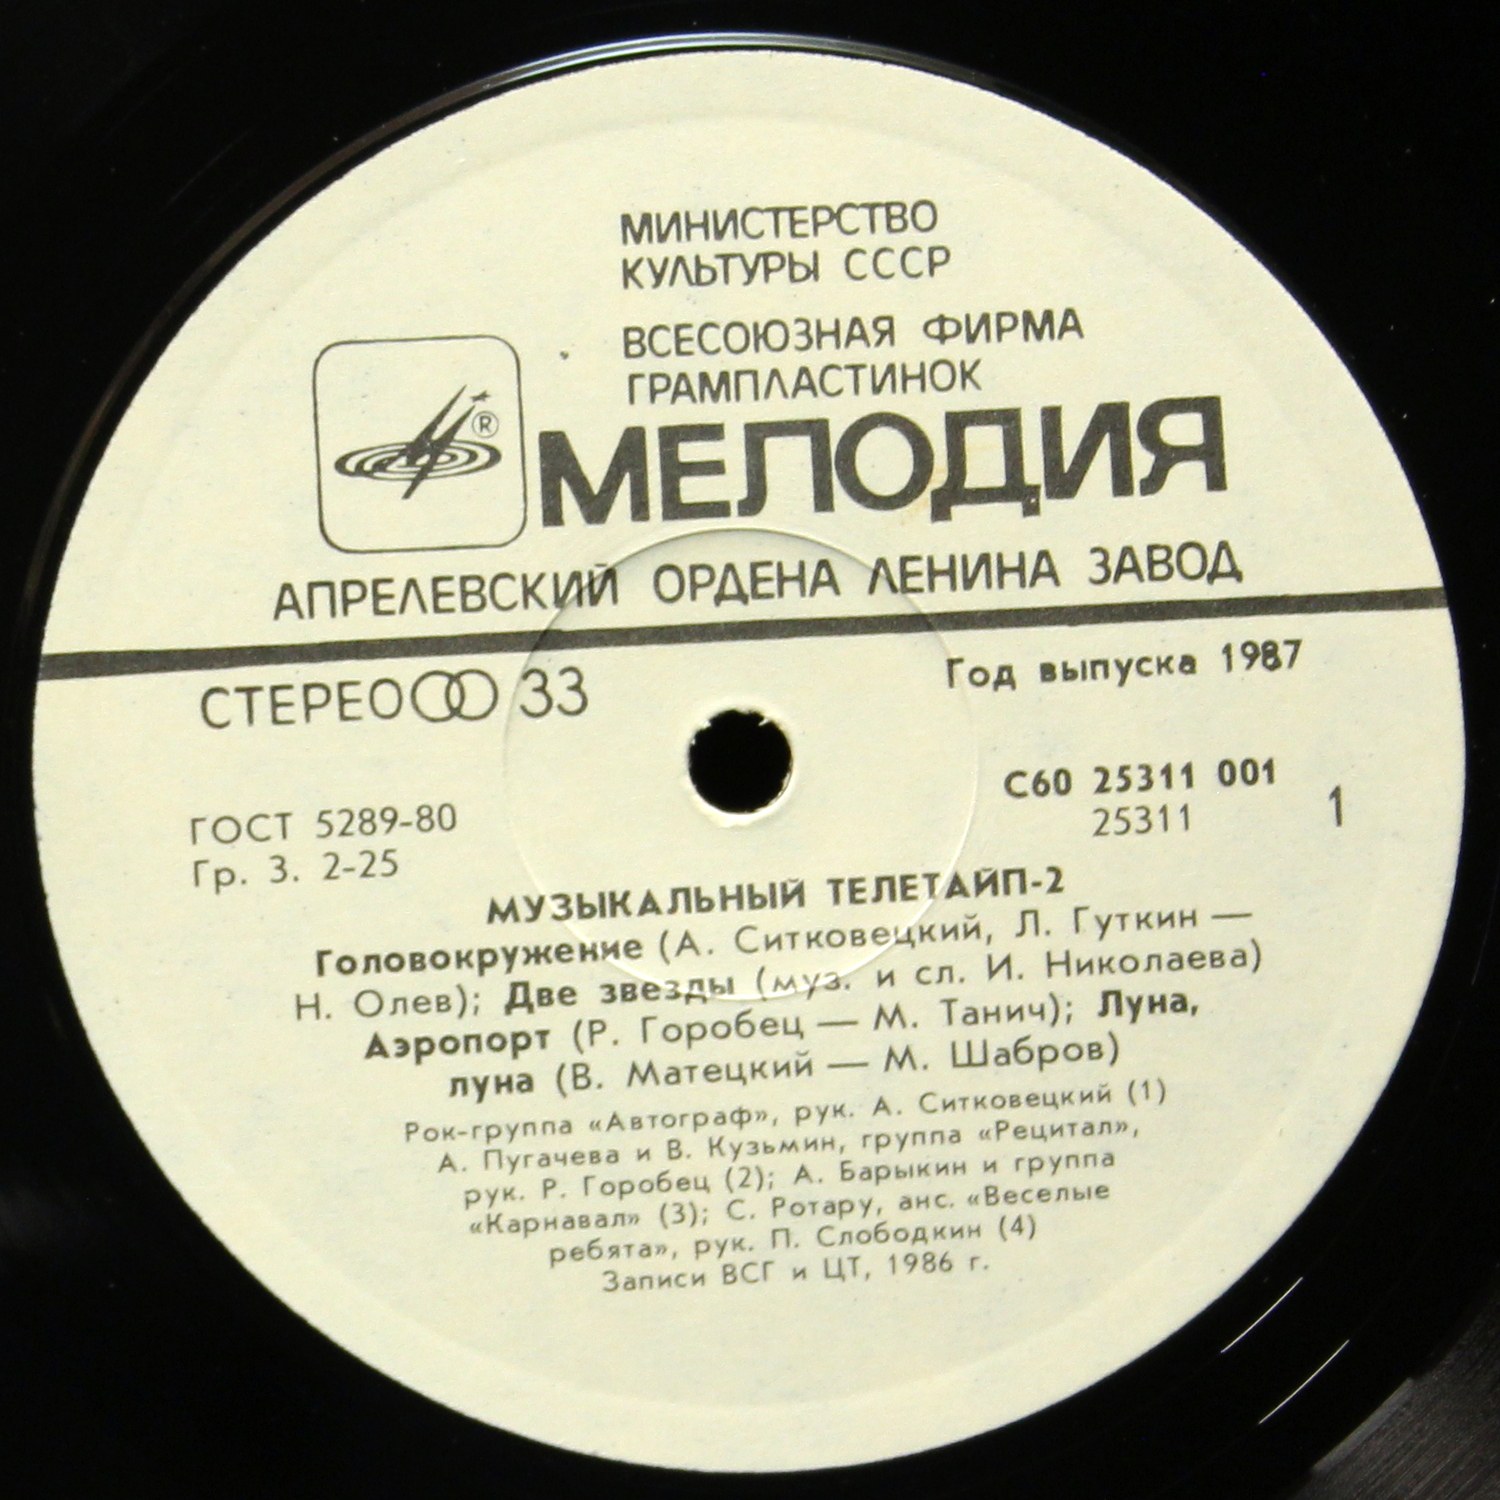 МИНИСТЕРСТВО
КУЛЬТУРЫ СССР
ВСЕСОЮЗНАЯ ФИРМА
ГРАМПЛАСТИНОК
®
МЕЛОДИЯ
АПРЕЛЕВСКИЙ ОРДЕНА ЛЕНИНА ЗАВОД
СТЕРЕО 33
Год выпуска 1987
С60 25311 001
25311
1
ГОСТ 5289-80
Гр. 3. 2-25
МУЗЫКАЛЬНЫЙ ТЕЛЕТАЙП-2
Головокружение (А. Ситковецкий, Л. Гуткин —
Н. Олев); Две звезды (муз. и сл. И. Николаева)
Аэропорт (Р. Горобец — М. Танич); Луна,
луна (В. Матецкий — М. Шабров)
Рок-группа «Автограф», рук. А. Ситковецкий (1)
А. Пугачева и В. Кузьмин, группа «Рецитал»,
рук. Р. Горобец (2); А. Барыкин и группа
«Карнавал» (3); С. Ротару, анс. «Веселые
ребята», рук. П. Слободкин (4)
Записи ВСГ и ЦТ, 1986 г.